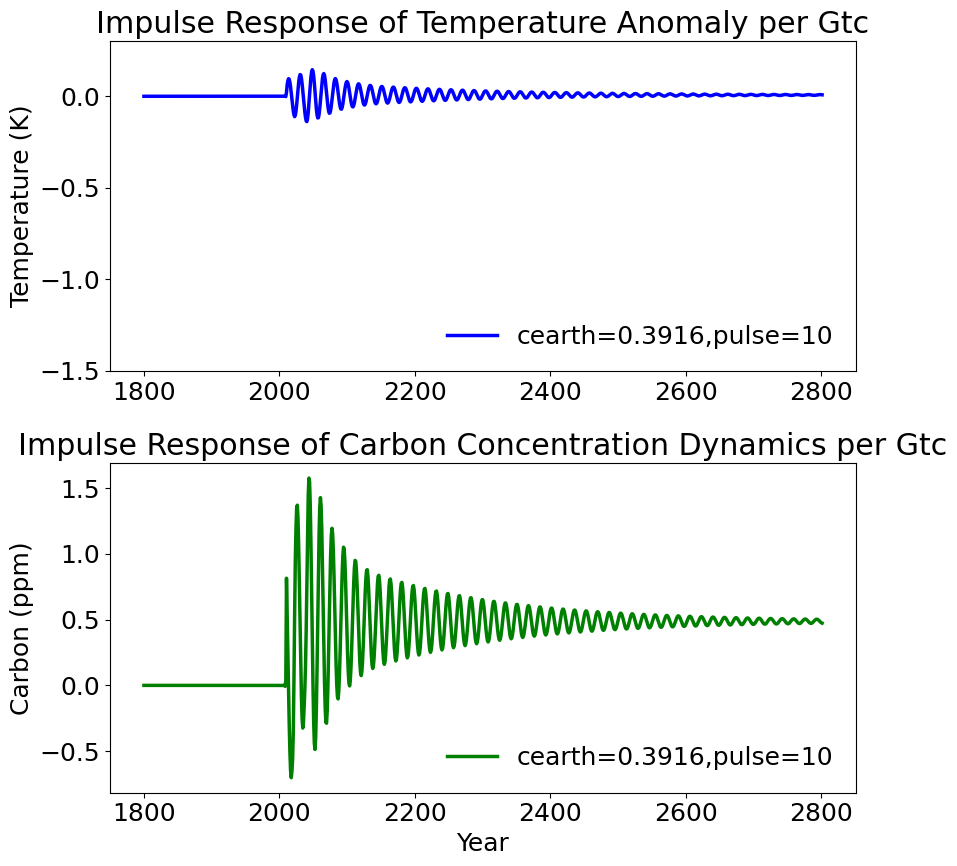 Impulse Response of Temperature Anomaly per Gtc
Temperature (K)
0.0
−0.5
−1.0
−1.5
cearth=0.3916,pulse=10
1800 2000 2200 2400 2600 2800
Impulse Response of Carbon Concentration Dynamics per Gtc
Carbon (ppm)
1.5
1.0
0.5
0.0
−0.5
cearth=0.3916,pulse=10
1800 2000 2200 2400 2600 2800
Year